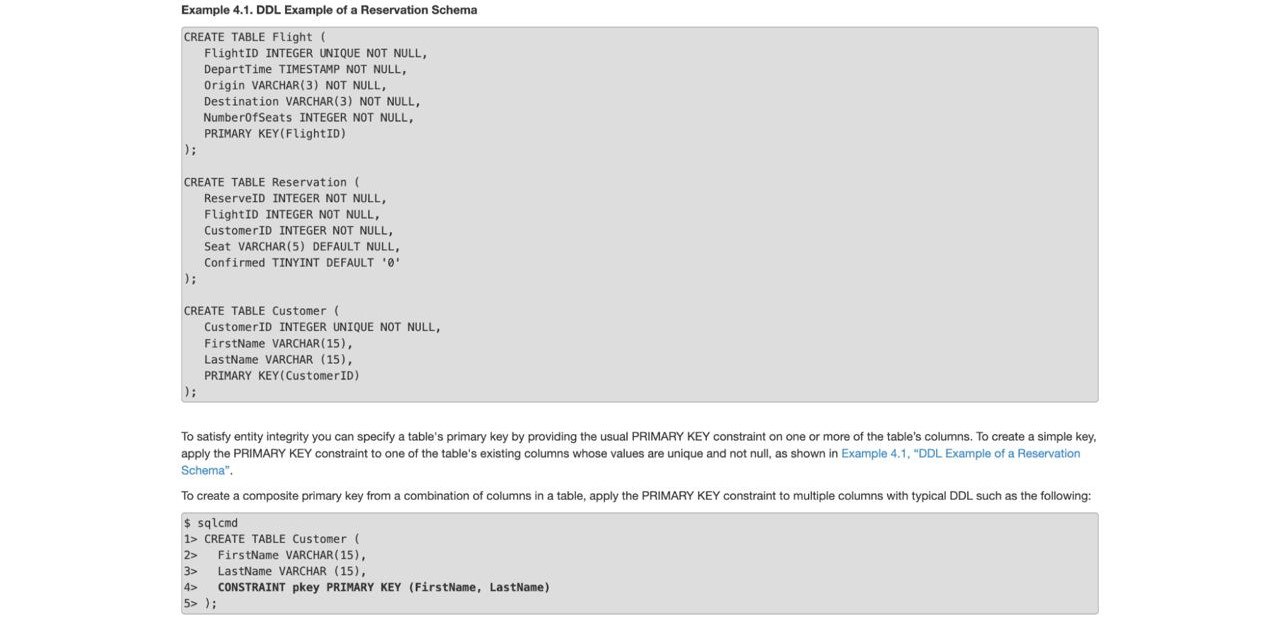 Example 4.1. DDL Example of a Reservation Schema
CREATE TABLE Flight (
   FlightID INTEGER UNIQUE NOT NULL,
   DepartTime TIMESTAMP NOT NULL,
   Origin VARCHAR(3) NOT NULL,
   Destination VARCHAR(3) NOT NULL,
   NumberOfSeats INTEGER NOT NULL,
   PRIMARY KEY(FlightID)
);
CREATE TABLE Reservation (
   ReserveID INTEGER NOT NULL,
   FlightID INTEGER NOT NULL,
   CustomerID INTEGER NOT NULL,
   Seat VARCHAR(5) DEFAULT NULL,
   Confirmed TINYINT DEFAULT '0'
);
CREATE TABLE Customer (
   CustomerID INTEGER UNIQUE NOT NULL,
   FirstName VARCHAR(15),
   LastName VARCHAR (15),
   PRIMARY KEY(CustomerID)
);
To satisfy entity integrity you can specify a table's primary key by providing the usual PRIMARY KEY constraint on one or more of the table's columns. To create a simple key,
apply the PRIMARY KEY constraint to one of the table's existing columns whose values are unique and not null, as shown in Example 4.1, “DDL Example of a Reservation
Schema”.
To create a composite primary key from a combination of columns in a table, apply the PRIMARY KEY constraint to multiple columns with typical DDL such as the following:
$ sqlcmd
1> CREATE TABLE Customer (
2>   FirstName VARCHAR(15),
3>   LastName VARCHAR (15),
4>   CONSTRAINT pkey PRIMARY KEY (FirstName, LastName)
5> );